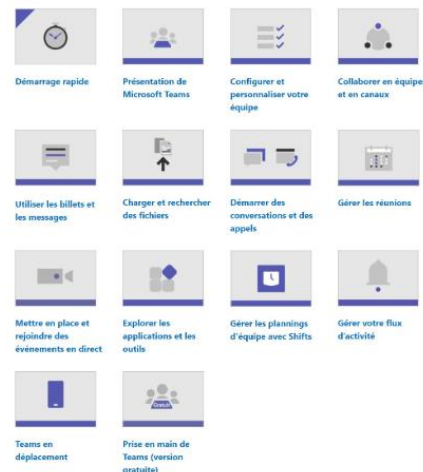 Démarrage rapide
Présentation de
Microsoft Teams
Configurer et
personnaliser votre
équipe
Collaborer en équipe
et en canaux
Utiliser les billets et
les messages
Charger et rechercher
des fichiers
Démarrer des
conversations et des
appels
Gérer les réunions
Mettre en place et
rejoindre des
événements en direct
Explorer les
applications et les
outils
Gérer les plannings
d'équipe avec Shifts
Gérer votre flux
d'activité
Teams en
déplacement
Gratuit
Prise en main de
Teams (version
gratuite)